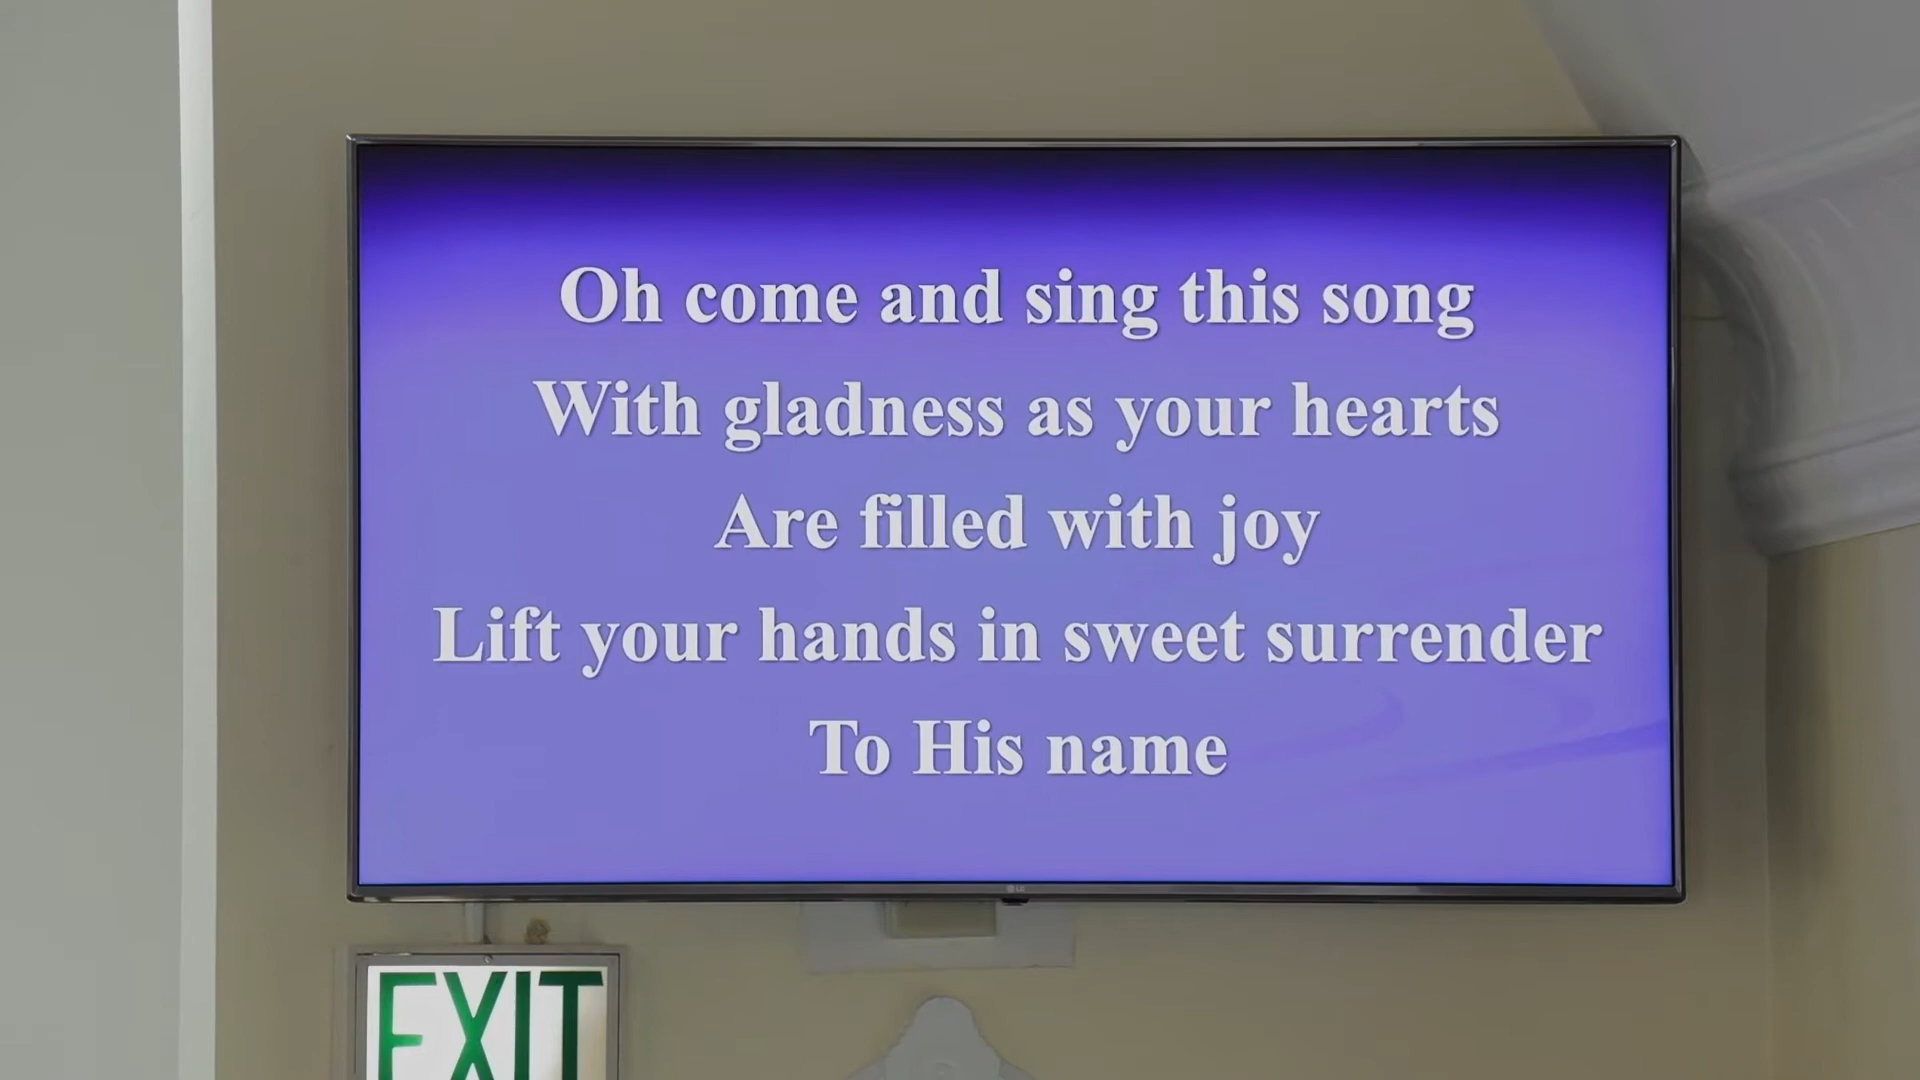 Oh come and sing this song
With gladness as your hearts
Are filled with joy
Lift your hands in sweet surrender
To His name
LG
EXIT